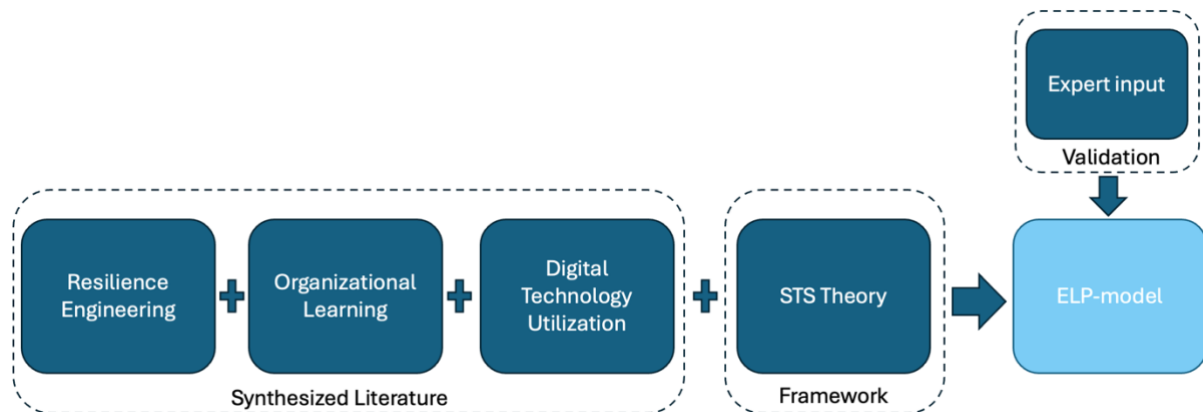 Expert input
Validation
Resilience
Engineering
Organizational
Learning
Digital
Technology
Utilization
STS Theory
ELP-model
Synthesized Literature
Framework